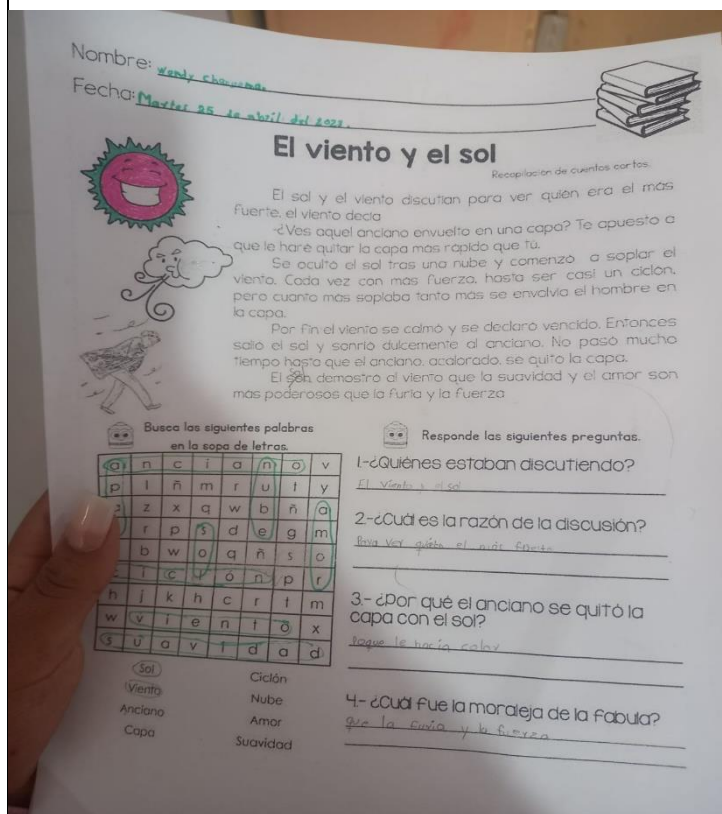 Nombre: Wendy
Fecha: Martes 25 de abril del
El viento y el sol
Recopilación de cuentos cortos.
El sol y el viento discutían para ver quién era el más
fuerte. el viento decía
-¿Ves aquel anciano envuelto en una capa? Te apuesto a
que le haré quitar la capa más rápido que tú.
Se ocultó el sol tras una nube y comenzó a soplar el
viento. Cada vez con más fuerza, hasta ser casi un ciclón,
pero cuanto más soplaba tanto más se envolvía el hombre en
la capa.
Por fin el viento se calmó y se declaró vencido. Entonces
salió el sol y sonrió dulcemente al anciano. No pasó mucho
tiempo hasta que el anciano, acalorado, se quitó la capa.
El sol demostró al viento que la suavidad y el amor son
más poderosos que la furia y la fuerza
Busca las siguientes palabras
en la sopa de letras.
a n c i a n o v
p l ñ m r u t y
z x q w b ñ a
r p s d e g m
b w o q ñ s o
i c l ó n p r
h j k h c r t m
w v i e n t o x
s u a v i d a d
Sol
Viento
Anciano
Capa
Ciclón
Nube
Amor
Suavidad
Responde las siguientes preguntas.
1.-¿Quiénes estaban discutiendo?
El Viento y el sol
2.-¿Cuál es la razón de la discusión?
Para ver quién era el más fuerte
3.- ¿Por qué el anciano se quitó la
capa con el sol?
Poque le hacía calor
4.- ¿Cuál fue la moraleja de la fabula?
que la furia y la fuerza